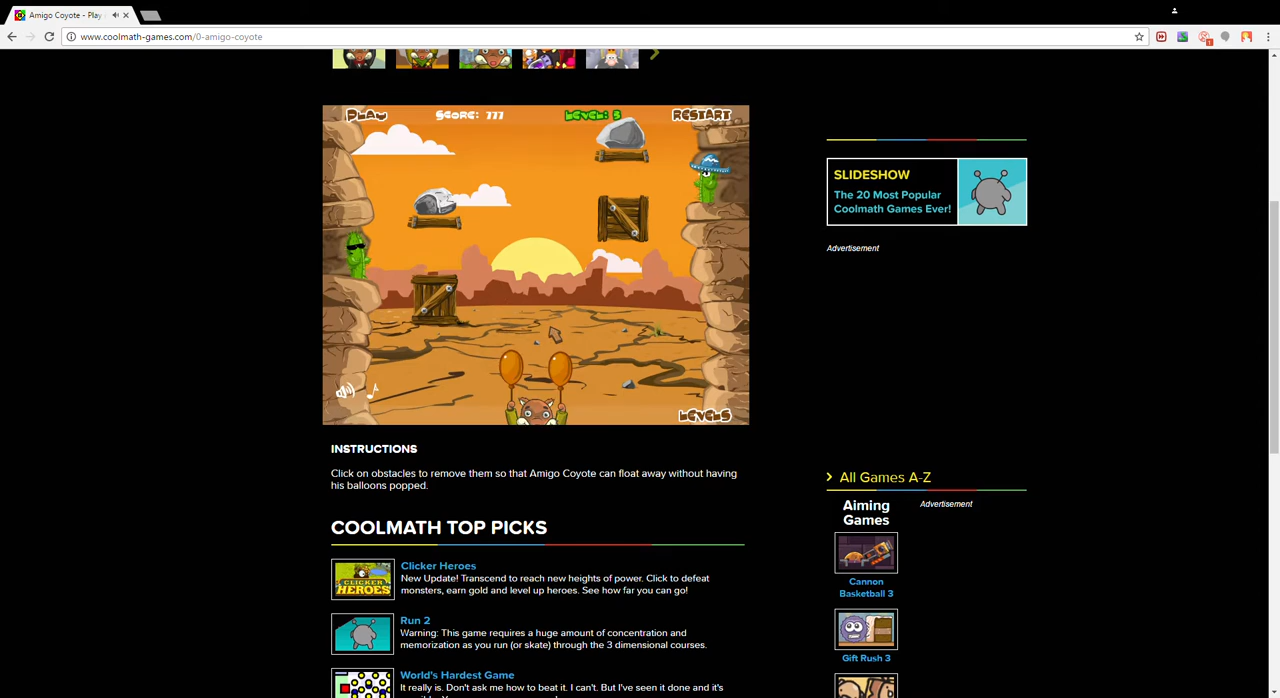 Amigo Coyote - Play
www.coolmath-games.com/0-amigo-coyote
1
PLAY
SCORE: 777
LEVEL: 5
RESTART
LEVELS
SLIDESHOW
The 20 Most Popular
Coolmath Games Ever!
Advertisement
INSTRUCTIONS
Click on obstacles to remove them so that Amigo Coyote can float away without having
his balloons popped.
COOLMATH TOP PICKS
CLICKER
HEROES
Clicker Heroes
New Update! Transcend to reach new heights of power. Click to defeat
monsters, earn gold and level up heroes. See how far you can go!
Run 2
Warning: This game requires a huge amount of concentration and
memorization as you run (or skate) through the 3 dimensional courses.
World's Hardest Game
It really is. Don't ask me how to beat it. I can't. But I've seen it done and it's
All Games A-Z
Aiming
Games
Advertisement
Cannon
Basketball 3
Gift Rush 3